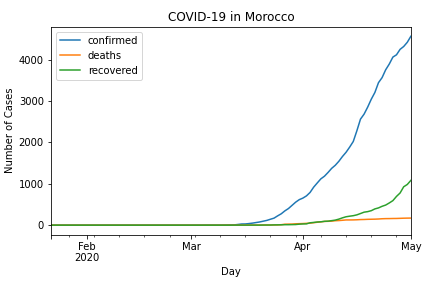 COVID-19 in Morocco
confirmed
deaths
recovered
Number of Cases
4000
3000
2000
1000
0
Feb
2020
Mar
Apr
May
Day